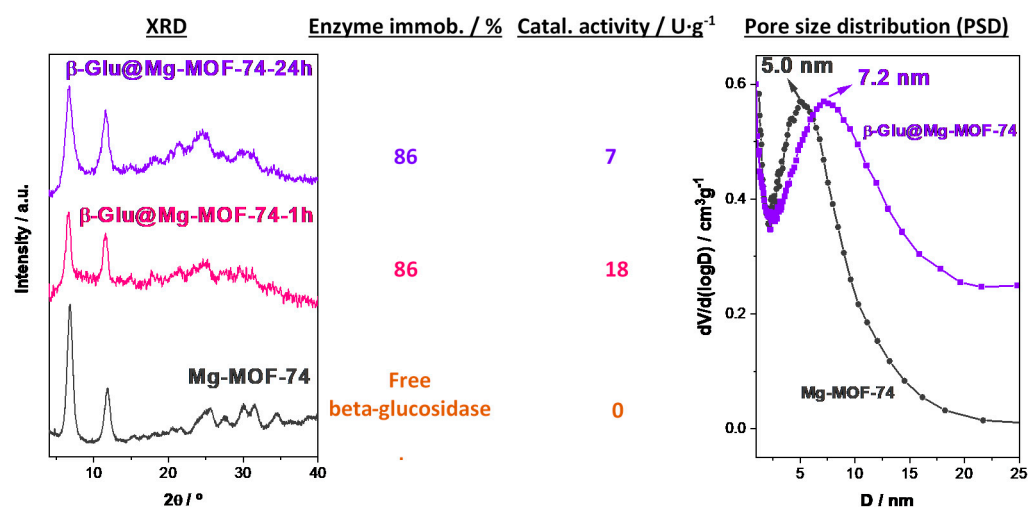 XRD
Enzyme immob. / %
Catal. activity / U·g⁻¹
Pore size distribution (PSD)
β-Glu@Mg-MOF-74-24h
86
7
β-Glu@Mg-MOF-74-1h
86
18
Mg-MOF-74
Free
beta-glucosidase
0
.
Intensity / a.u.
10
20
30
40
2θ / º
5.0 nm
7.2 nm
β-Glu@Mg-MOF-74
Mg-MOF-74
dV/d(logD) / cm³g⁻¹
0.6
0.4
0.2
0.0
5
10
15
20
25
D / nm